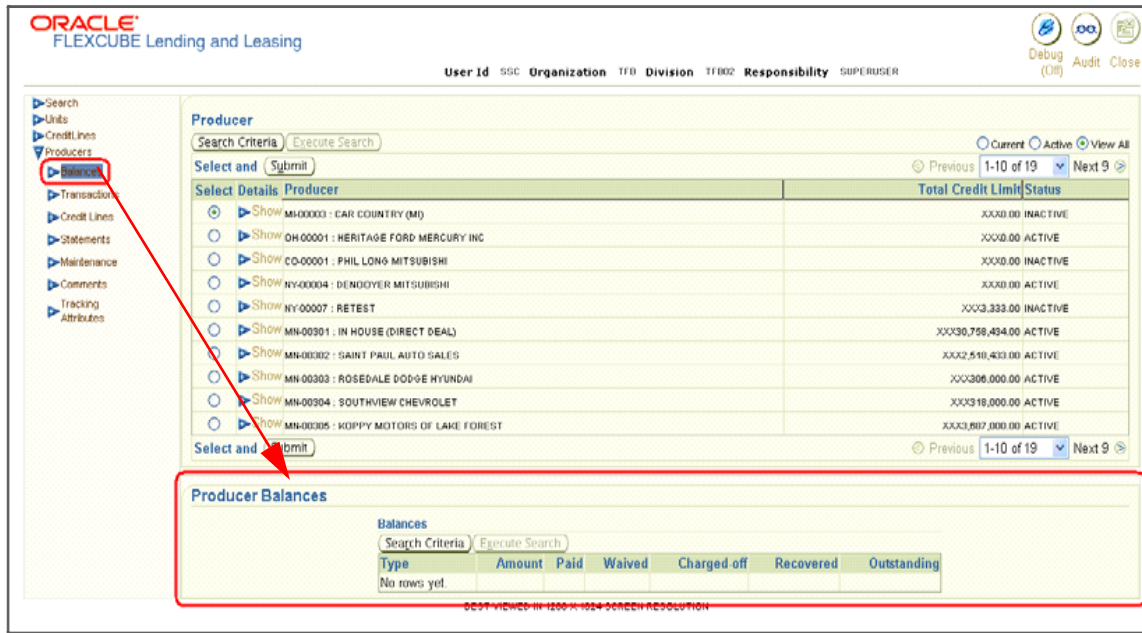 ORACLE
FLEXCUBE Lending and Leasing
Debug (Off) Audit Close
User Id SSC Organization TFB Division TFB02 Responsibility SUPERUSER
Search
Units
CreditLines
Producers
Balances
Transactions
Credit Lines
Statements
Maintenance
Comments
Tracking Attributes
Producer
Search Criteria Execute Search Current Active View All
Select and Submit Previous 1-10 of 19 Next 9
Select Details Producer Total Credit Limit Status
Show MI-00003 : CAR COUNTRY (MI) XXX0.00 INACTIVE
Show OH-00001 : HERITAGE FORD MERCURY INC XXX0.00 ACTIVE
Show CO-00001 : PHIL LONG MITSUBISHI XXX0.00 INACTIVE
Show NY-00004 : DENOOYER MITSUBISHI XXX0.00 ACTIVE
Show NY-00007 : RETEST XXX3,333.00 INACTIVE
Show MN-00301 : IN HOUSE (DIRECT DEAL) XXX30,758,434.00 ACTIVE
Show MN-00302 : SAINT PAUL AUTO SALES XXX2,510,433.00 ACTIVE
Show MN-00303 : ROSEDALE DODGE HYUNDAI XXX306,000.00 ACTIVE
Show MN-00304 : SOUTHVIEW CHEVROLET XXX318,000.00 ACTIVE
Show MN-00305 : KOPPY MOTORS OF LAKE FOREST XXX3,607,000.00 ACTIVE
Select and Submit Previous 1-10 of 19 Next 9
Producer Balances
Balances
Search Criteria Execute Search
Type Amount Paid Waived Charged-off Recovered Outstanding
No rows yet.
BEST VIEWED IN 1280 X 1024 SCREEN RESOLUTION